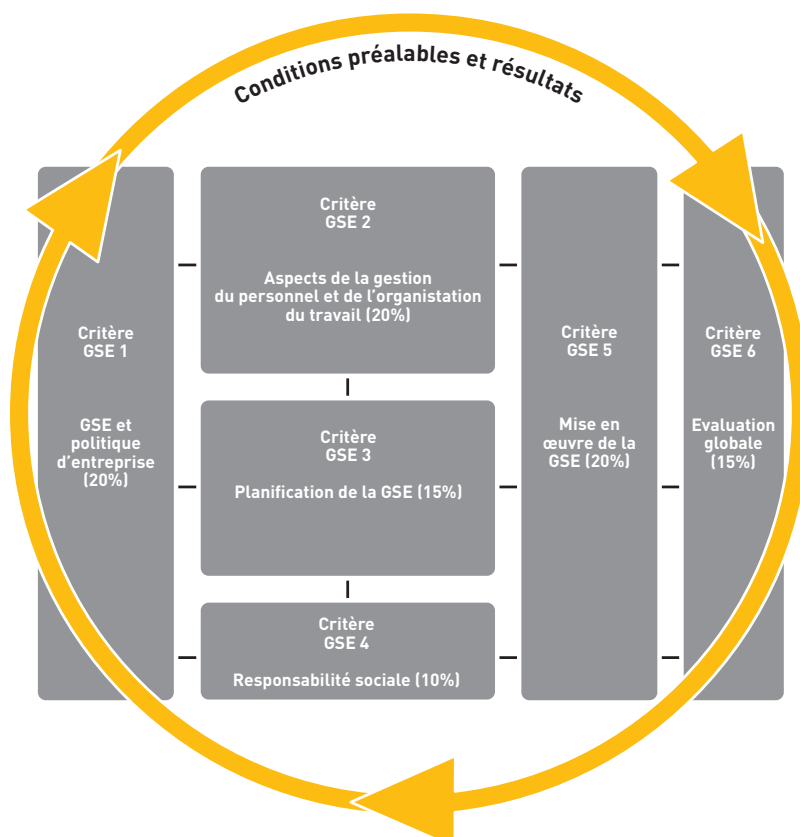 Conditions préalables et résultats
Critère
GSE 1
GSE et
politique
d’entreprise
(20%)
Critère
GSE 2
Aspects de la gestion
du personnel et de l’organistation
du travail (20%)
Critère
GSE 3
Planification de la GSE (15%)
Critère
GSE 4
Responsabilité sociale (10%)
Critère
GSE 5
Mise en
œuvre de la
GSE (20%)
Critère
GSE 6
Evaluation
globale
(15%)